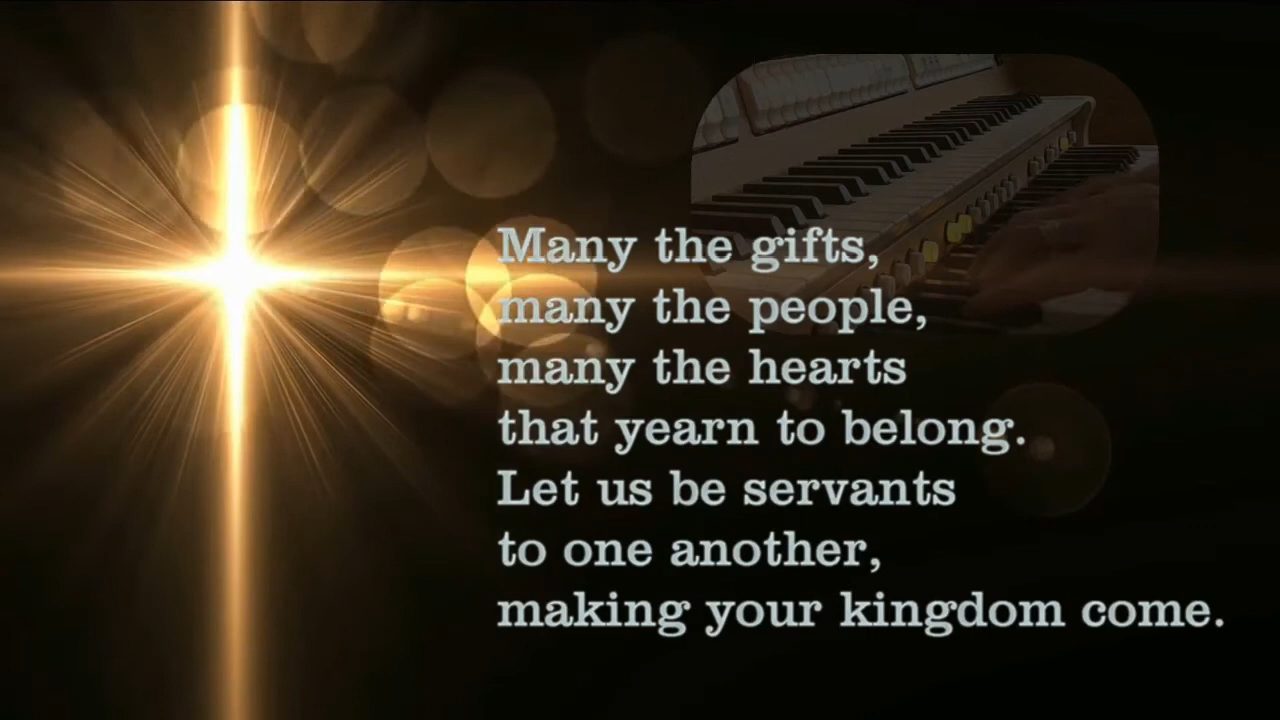 Many the gifts,
many the people,
many the hearts
that yearn to belong.
Let us be servants
to one another,
making your kingdom come.